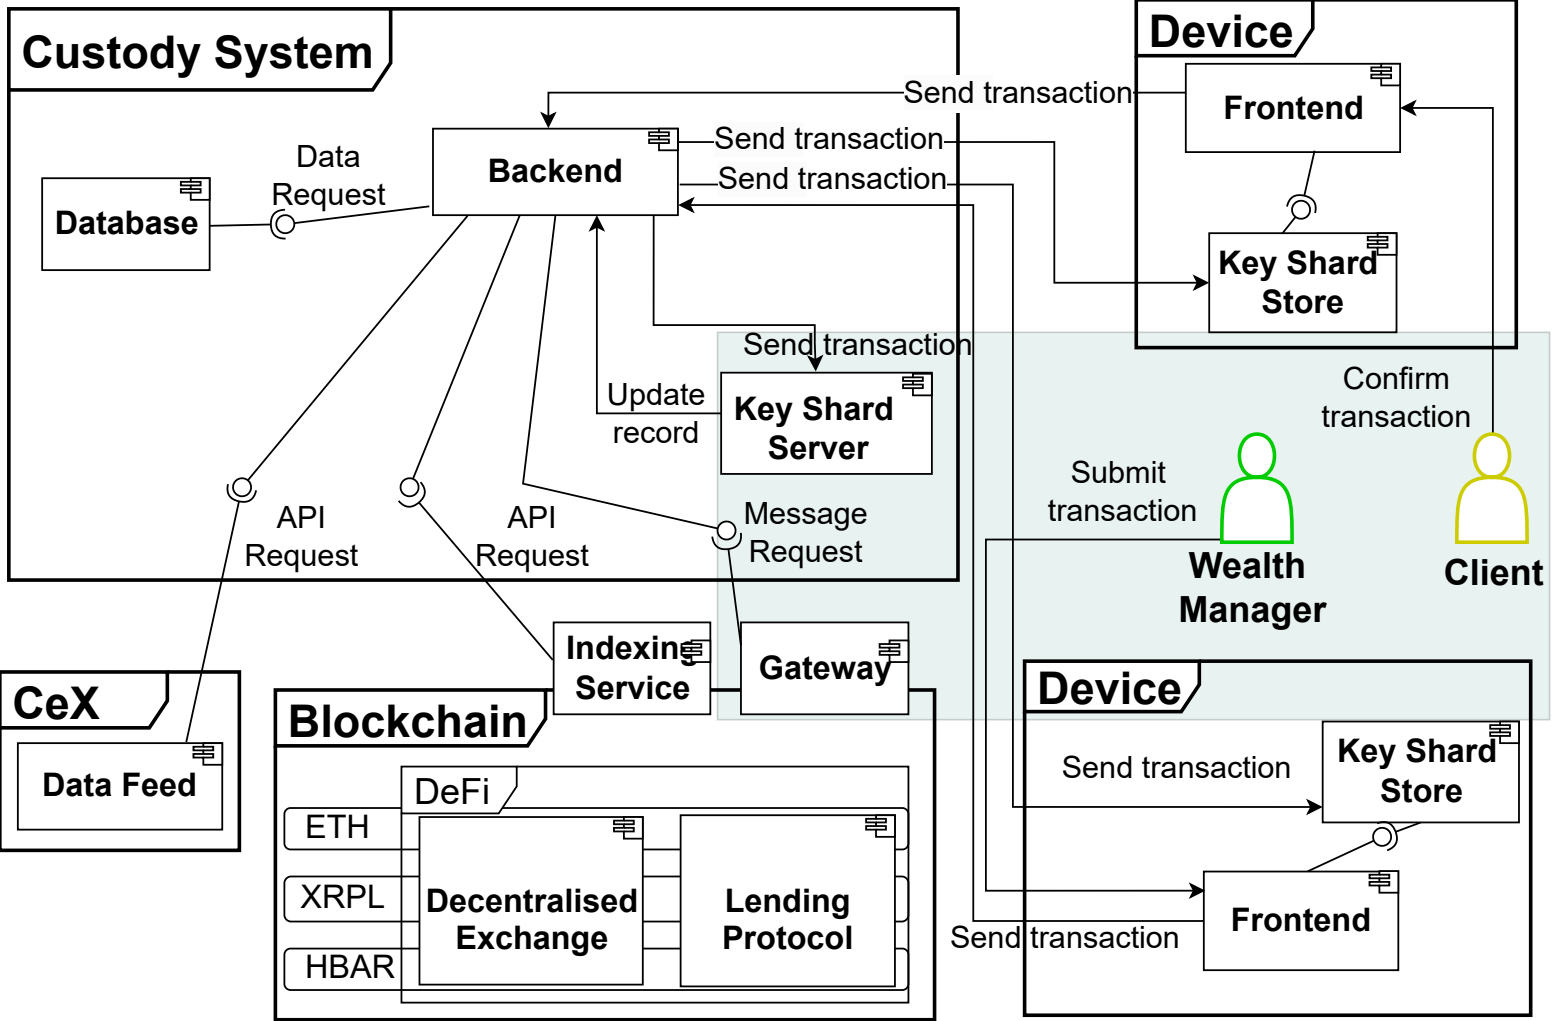 Custody System
Device
Send transaction
Frontend
Send transaction
Backend
Send transaction
Data
Request
Database
Key Shard
Store
Send transaction
Update
record
Key Shard
Server
Confirm
transaction
Submit
transaction
API
Request
API
Request
Message
Request
Wealth
Manager
Client
Indexing
Service
Gateway
CeX
Data Feed
Blockchain
Device
DeFi
ETH
XRPL
HBAR
Decentralised
Exchange
Lending
Protocol
Send transaction
Key Shard
Store
Frontend
Send transaction